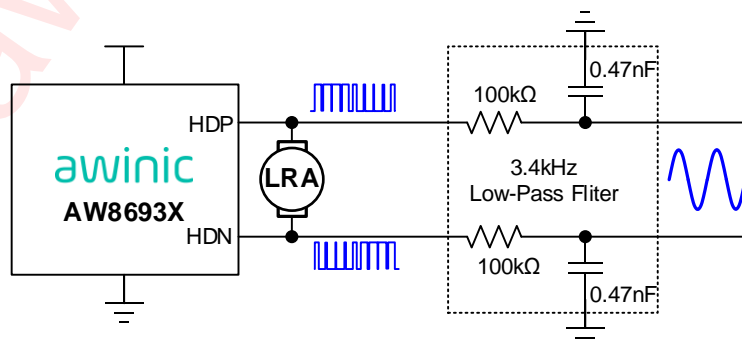 0.47nF
100kΩ
HDP
awinic
AW8693X
LRA
3.4kHz
Low-Pass Fliter
HDN
100kΩ
0.47nF